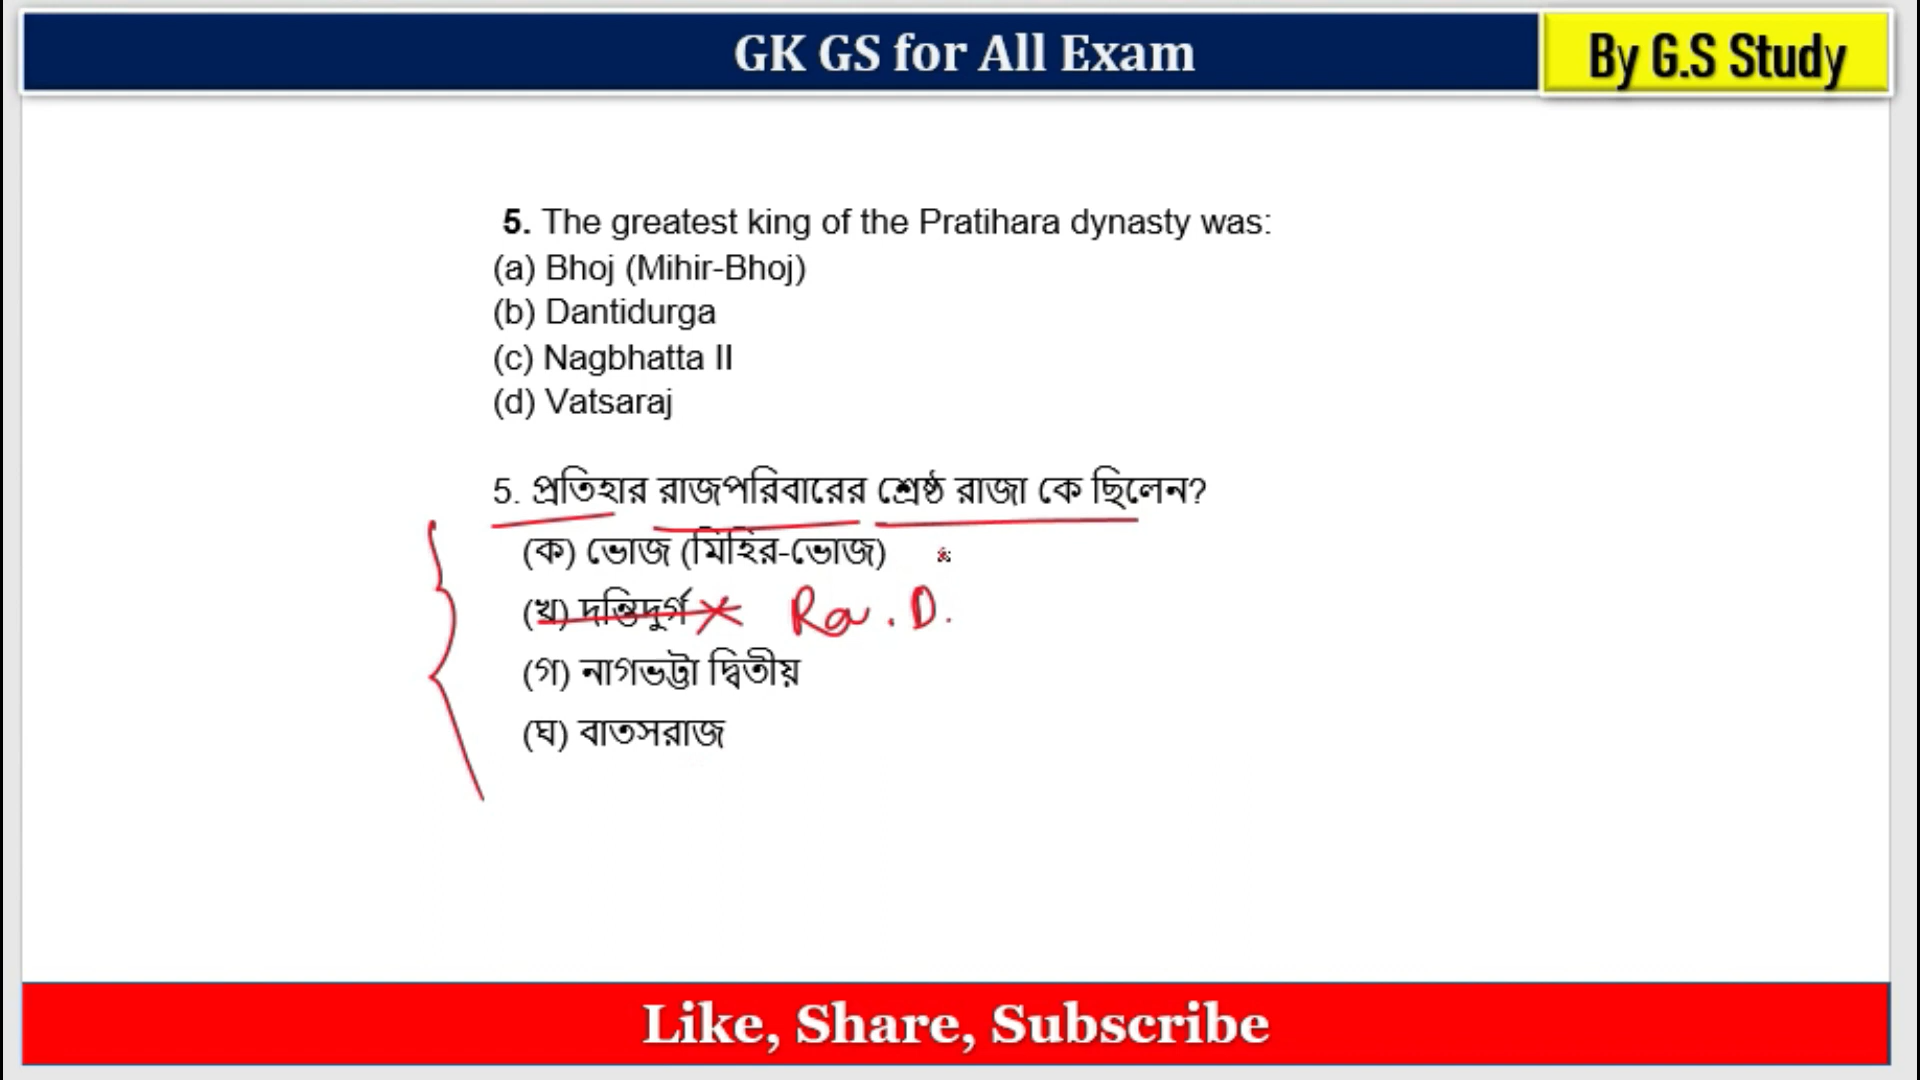 GK GS for All Exam
By G.S Study
5. The greatest king of the Pratihara dynasty was:
(a) Bhoj (Mihir-Bhoj)
(b) Dantidurga
(c) Nagbhatta II
(d) Vatsaraj
5. প্রতিহার রাজপরিবারের শ্রেষ্ঠ রাজা কে ছিলেন?
(ক) ভোজ (মিহির-ভোজ)
(খ) দন্তিদুর্গ Ra. D.
(গ) নাগভট্টা দ্বিতীয়
(ঘ) বাতসরাজ
Like, Share, Subscribe